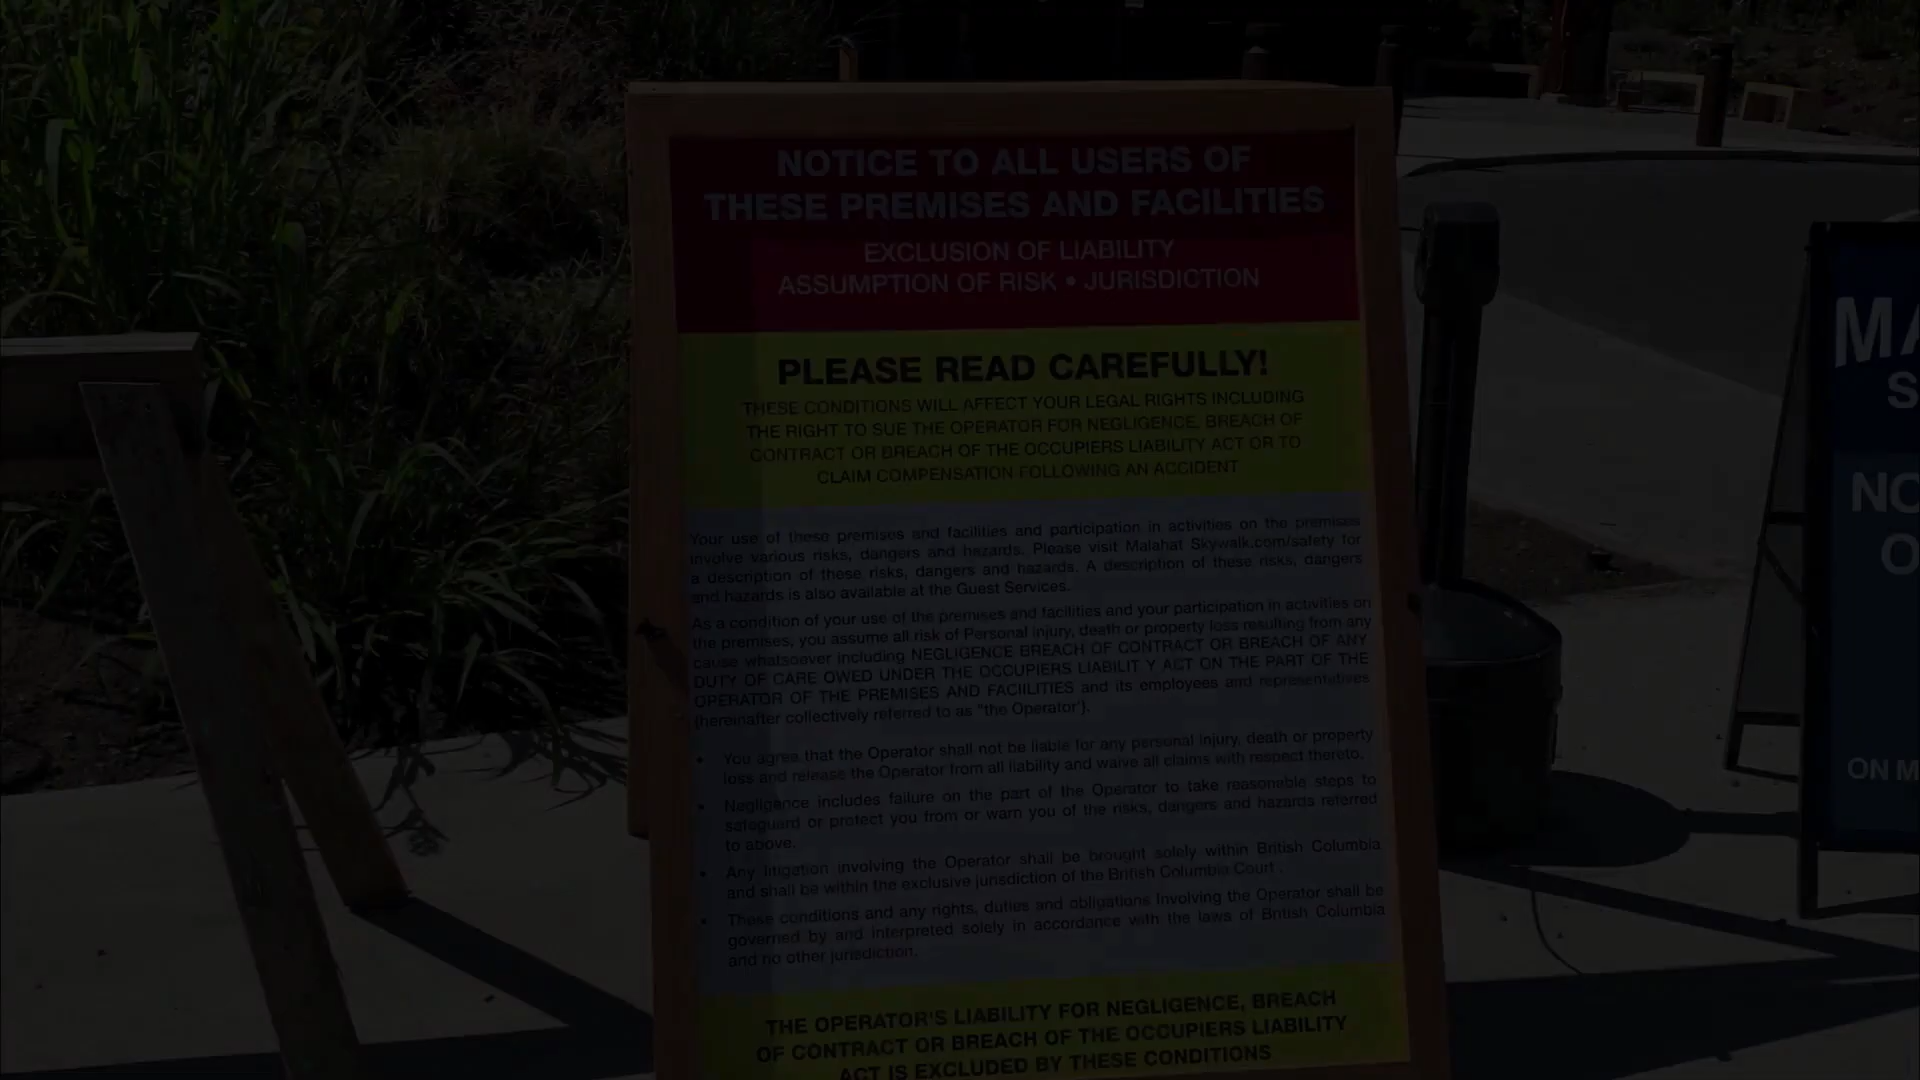 NOTICE TO ALL USERS OF
THESE PREMISES AND FACILITIES
EXCLUSION OF LIABILITY
ASSUMPTION OF RISK • JURISDICTION
PLEASE READ CAREFULLY!
THESE CONDITIONS WILL AFFECT YOUR LEGAL RIGHTS INCLUDING
THE RIGHT TO SUE THE OPERATOR FOR NEGLIGENCE, BREACH OF
CONTRACT OR BREACH OF THE OCCUPIERS LIABILITY ACT OR TO
CLAIM COMPENSATION FOLLOWING AN ACCIDENT
Your use of these premises and facilities and participation in activities on the premises
involve various risks, dangers and hazards. Please visit Malahat Skywalk.com/safety for
a description of these risks, dangers and hazards. A description of these risks, dangers
and hazards is also available at the Guest Services.
As a condition of your use of the premises and facilities and your participation in activities on
the premises, you assume all risk of Personal injury, death or property loss resulting from any
cause whatsoever including NEGLIGENCE BREACH OF CONTRACT OR BREACH OF ANY
DUTY OF CARE OWED UNDER THE OCCUPIERS LIABILIT Y ACT ON THE PART OF THE
OPERATOR OF THE PREMISES AND FACILITIES and its employees and representatives
(hereinafter collectively referred to as "the Operator').
• You agree that the Operator shall not be liable for any personal injury, death or property
loss and release the Operator from all liability and waive all claims with respect thereto.
• Negligence includes failure on the part of the Operator to take reasonable steps to
safeguard or protect you from or warn you of the risks, dangers and hazards referred
to above.
• Any litigation involving the Operator shall be brought solely within British Columbia
and shall be within the exclusive jurisdiction of the British Columbia Court .
• These conditions and any rights, duties and obligations involving the Operator shall be
governed by and interpreted solely in accordance with the laws of British Columbia
and no other jurisdiction.
THE OPERATOR'S LIABILITY FOR NEGLIGENCE, BREACH
OF CONTRACT OR BREACH OF THE OCCUPIERS LIABILITY
ACT IS EXCLUDED BY THESE CONDITIONS
MA
S
NO
O
ON M